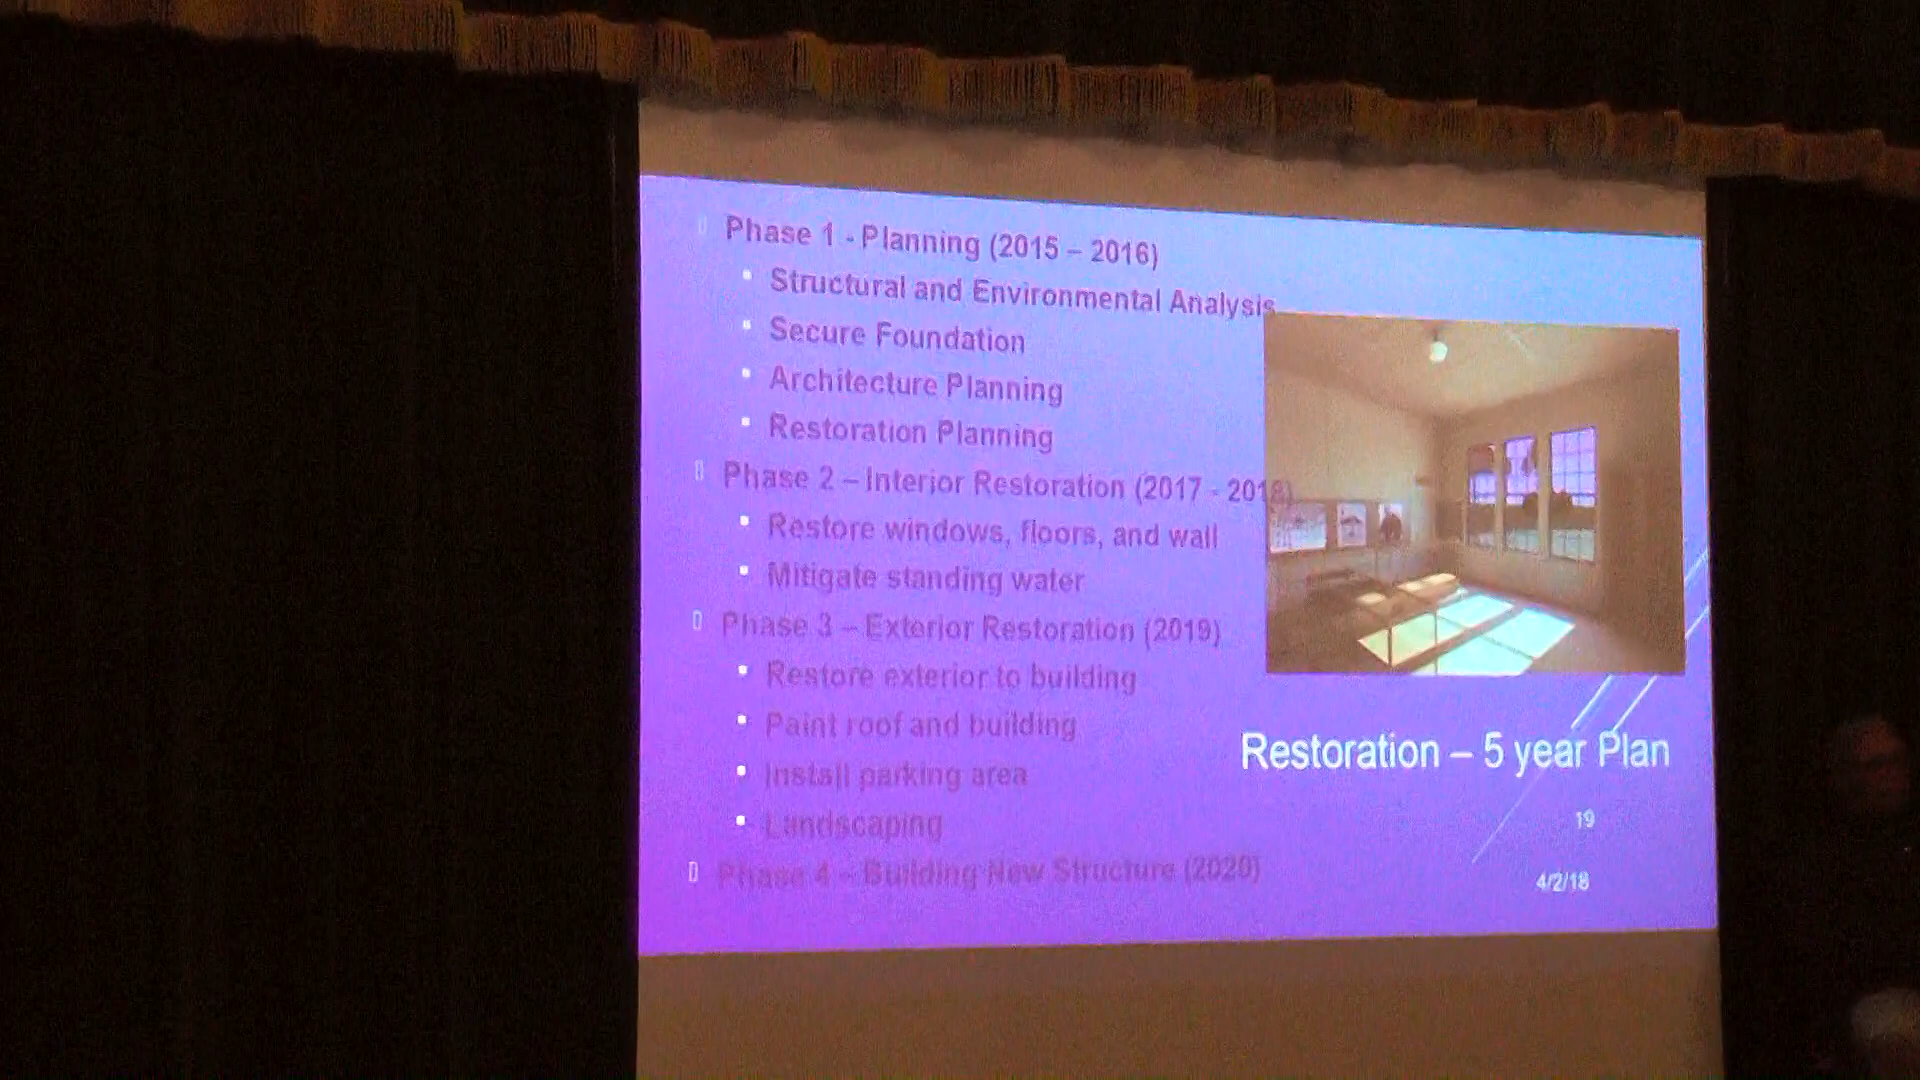 Phase 1 - Planning (2015 – 2016)
Structural and Environmental Analysis
Secure Foundation
Architecture Planning
Restoration Planning
Phase 2 – Interior Restoration (2017 - 2018)
Restore windows, floors, and wall
Mitigate standing water
Phase 3 – Exterior Restoration (2019)
Restore exterior to building
Paint roof and building
Install parking area
Landscaping
Phase 4 – Building New Structure (2020)
Restoration – 5 year Plan
19
4/2/18